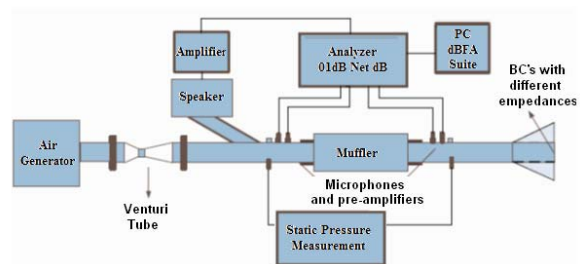 Amplifier
Analyzer
01dB Net dB
PC
dBFA
Suite
BC's with
different
empedances
Speaker
Air
Generator
Muffler
Microphones
and pre-amplifiers
Venturi
Tube
Static Pressure
Measurement